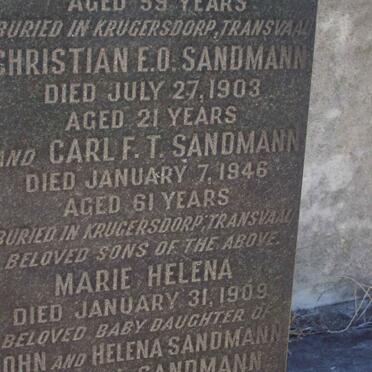 AGED 59 YEARS
BURIED IN KRUGERSDORP, TRANSVAAL
CHRISTIAN E.O. SANDMANN
DIED JULY 27, 1903
AGED 21 YEARS
AND CARL F. T. SANDMANN
DIED JANUARY 7, 1946
AGED 61 YEARS
BURIED IN KRUGERSDORP, TRANSVAAL
BELOVED SONS OF THE ABOVE.
MARIE HELENA
DIED JANUARY 31, 1909
BELOVED BABY DAUGHTER OF
JOHN AND HELENA SANDMANN
SANDMANN